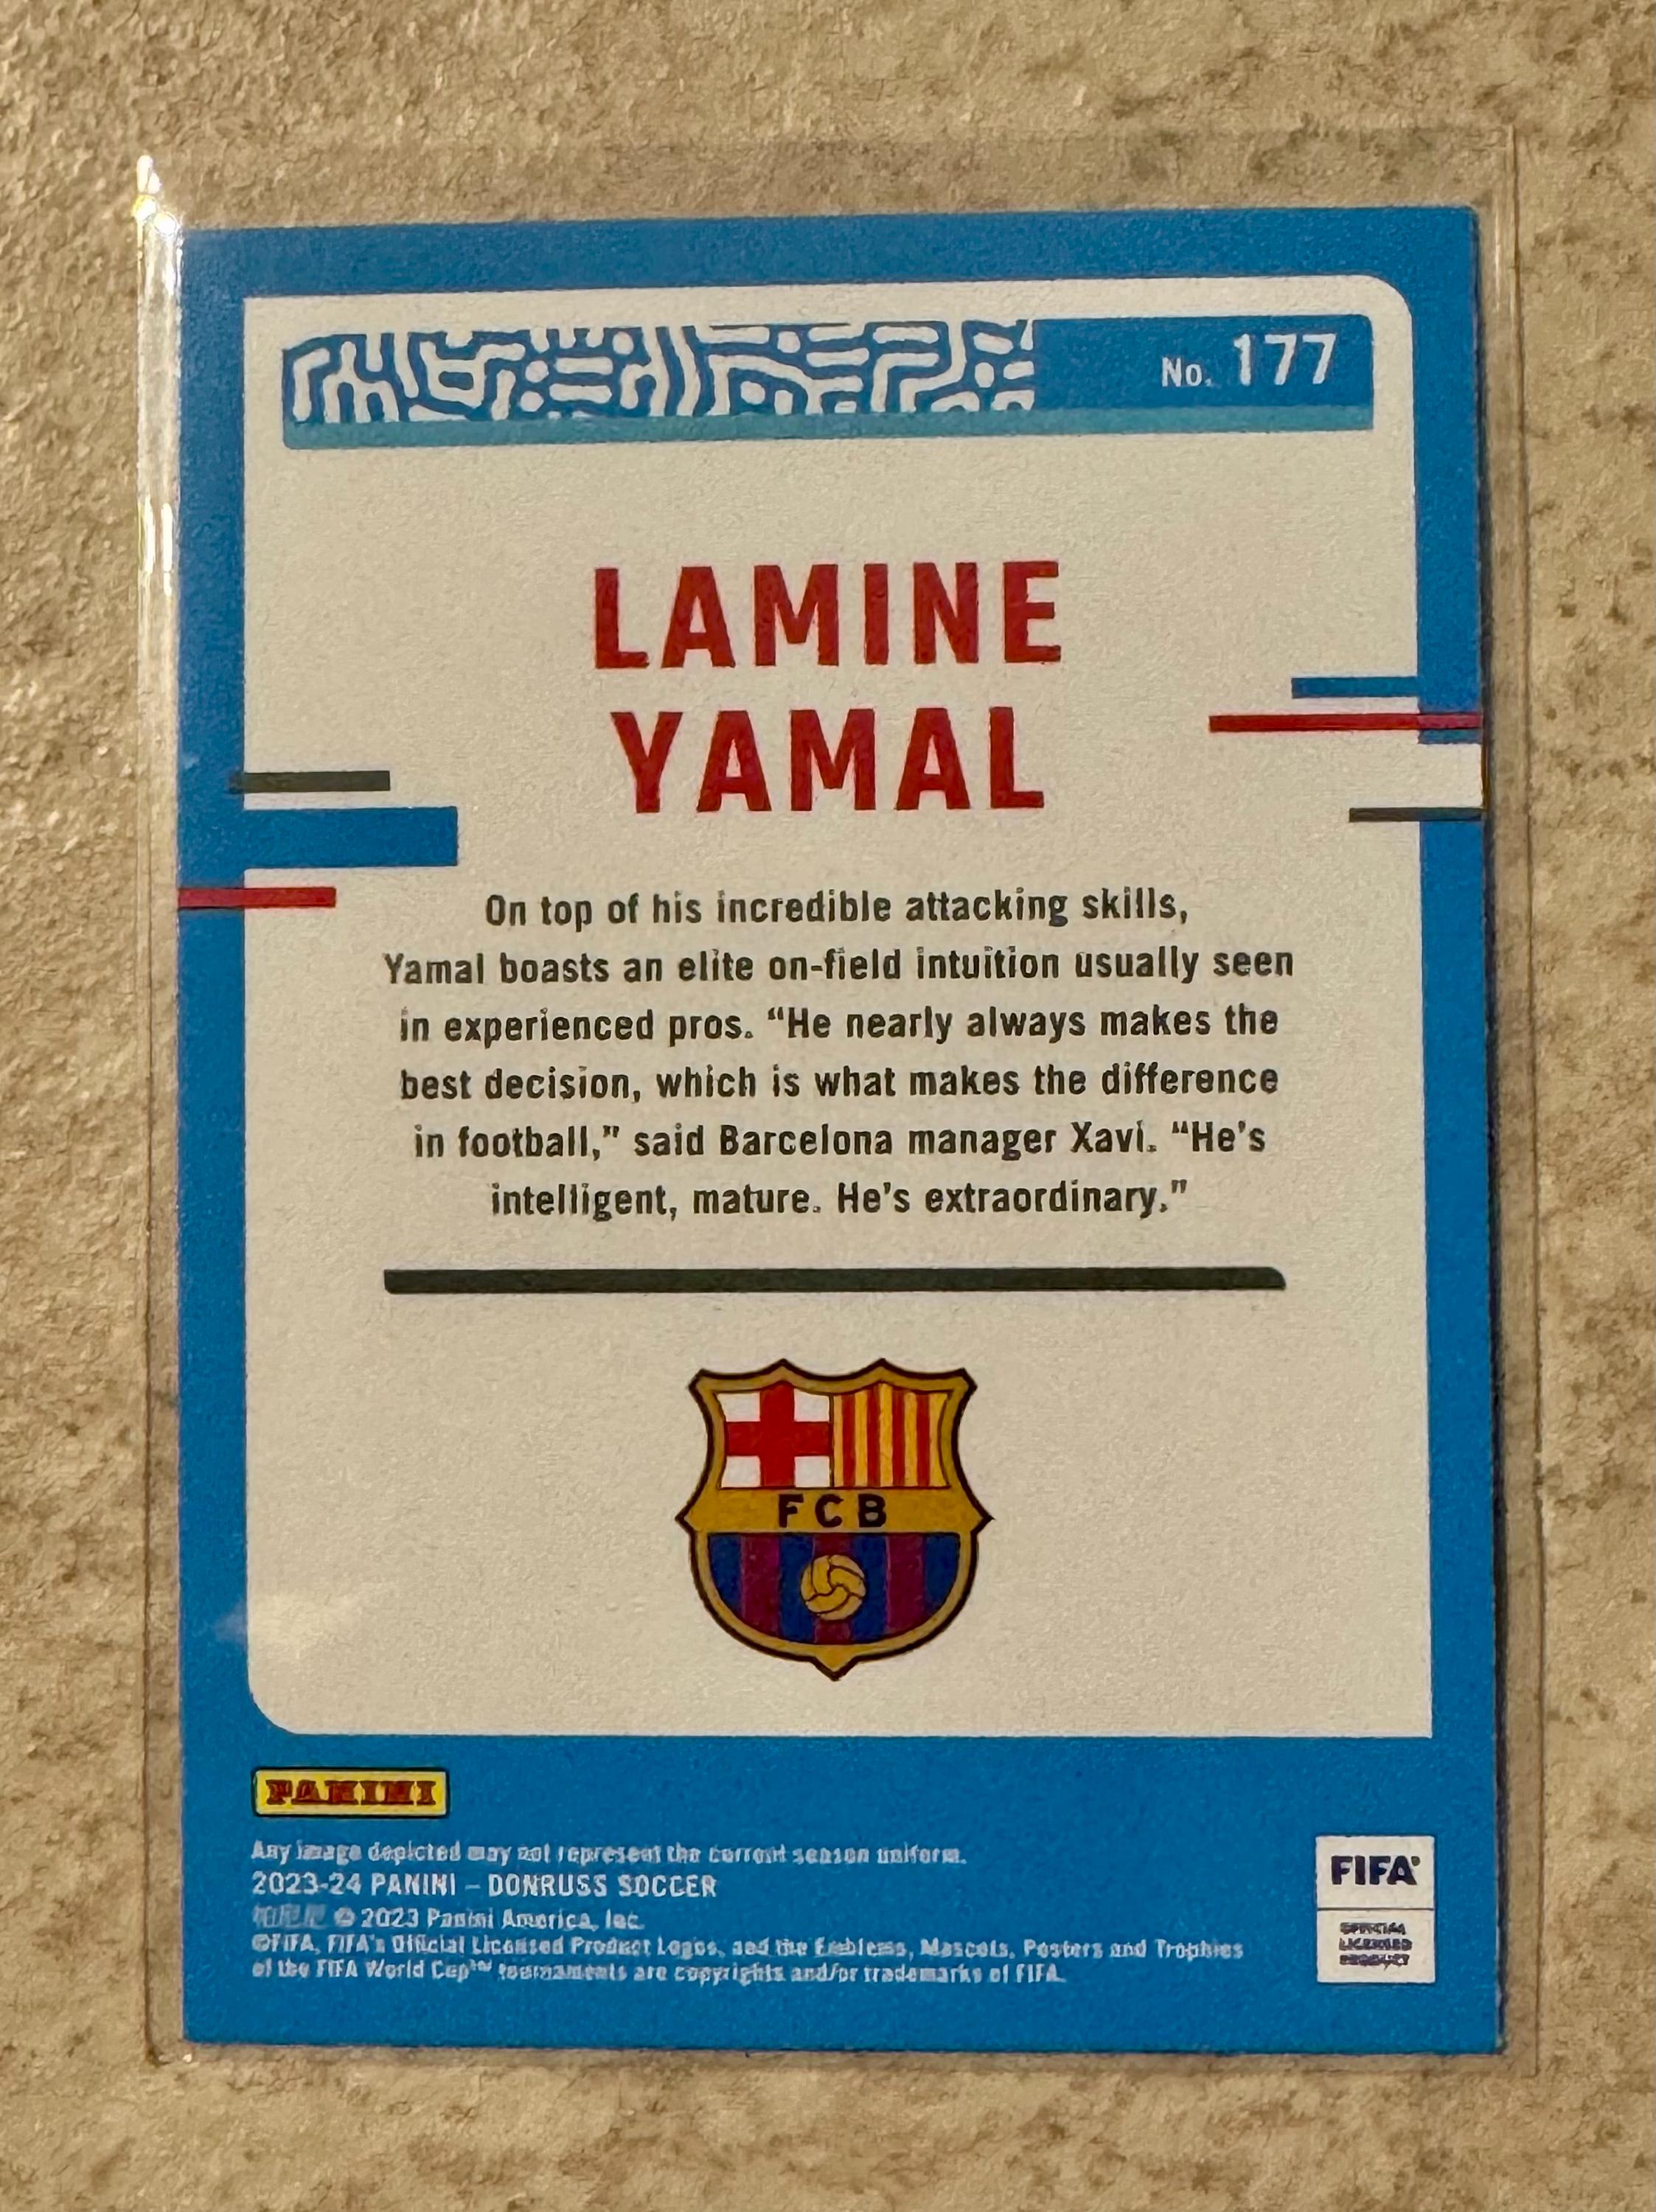 No. 177
LAMINE
YAMAL
On top of his incredible attacking skills,
Yamal boasts an elite on-field intuition usually seen
in experienced pros. “He nearly always makes the
best decision, which is what makes the difference
in football,” said Barcelona manager Xavi. “He’s
intelligent, mature. He’s extraordinary.”
FCB
PANINI
Any image depicted may not represent the current season uniform.
2023-24 PANINI – DONRUSS SOCCER
© 2023 Panini America, Inc.
©FIFA, FIFA's Official Licensed Product Logos, and the Emblems, Mascots, Posters and Trophies
of the FIFA World Cup™ tournaments are copyrights and/or trademarks of FIFA.
FIFA®
OFFICIAL
LICENSED
PRODUCT